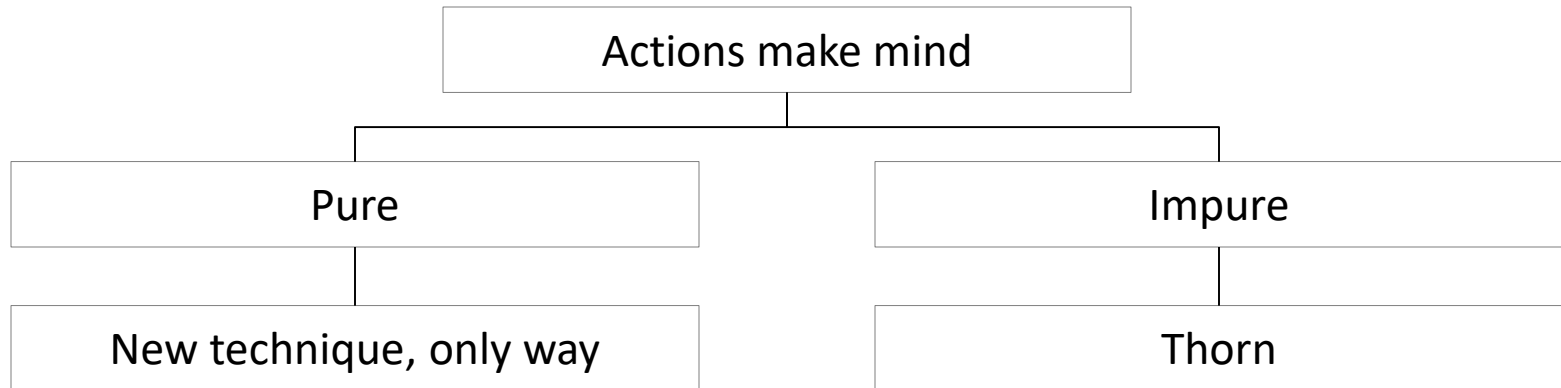 Actions make mind
Pure
Impure
New technique, only way
Thorn